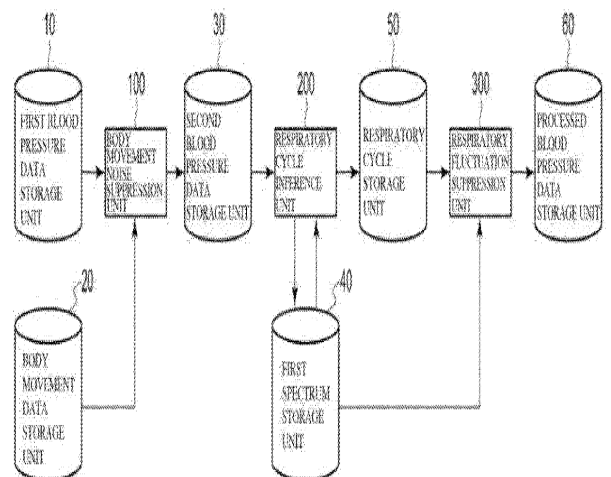 10
30
50
60
100
200
300
FIRST BLOOD
PRESSURE
DATA
STORAGE
UNIT
BODY
MOVEMENT
NOISE
SUPPRESSION
UNIT
SECOND
BLOOD
PRESSURE
DATA
STORAGE UNIT
RESPIRATORY
CYCLE
INFERENCE
UNIT
RESPIRATORY
CYCLE
STORAGE
UNIT
RESPIRATORY
FLUCTUATION
SUPPRESSION
UNIT
PROCESSED
BLOOD
PRESSURE
DATA
STORAGE UNIT
20
BODY
MOVEMENT
DATA
STORAGE
UNIT
40
FIRST
SPECTRUM
STORAGE
UNIT